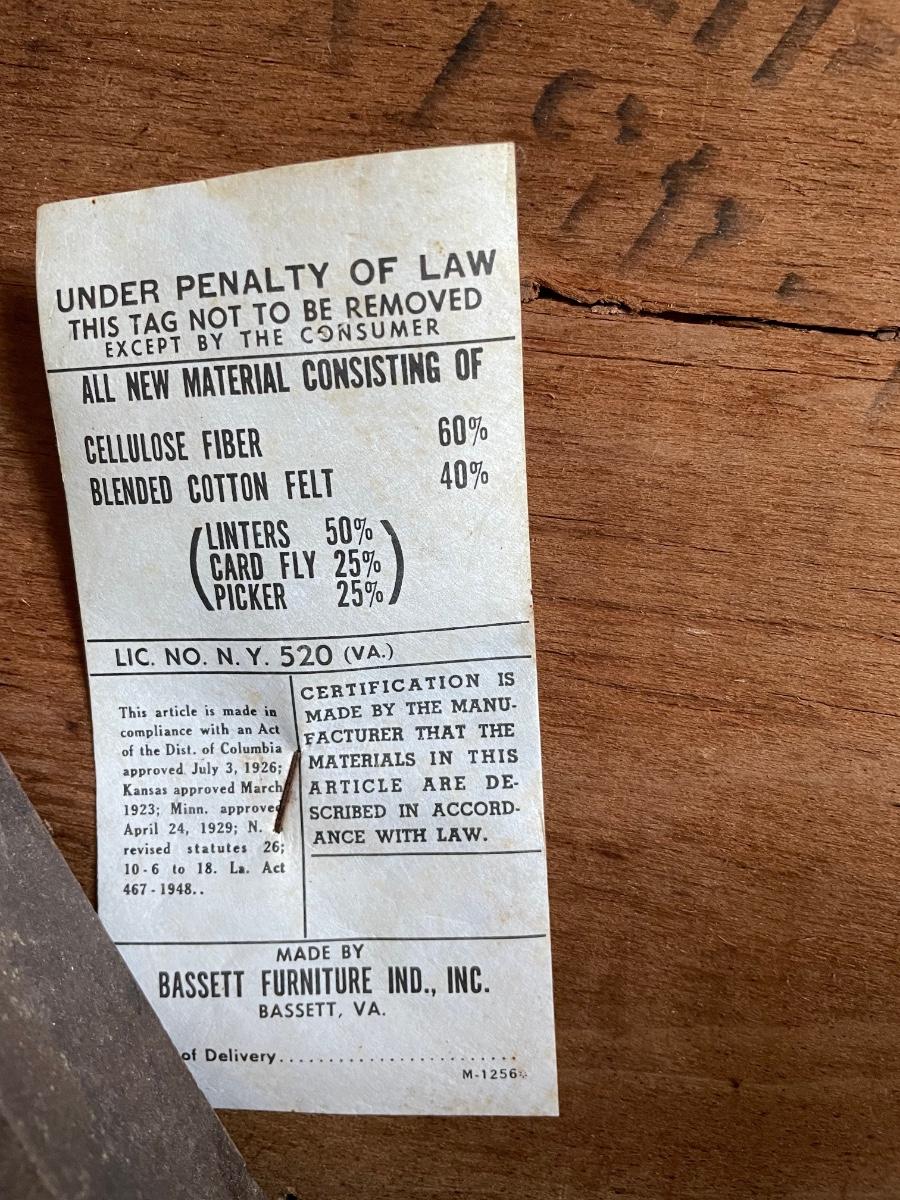 UNDER PENALTY OF LAW
THIS TAG NOT TO BE REMOVED
EXCEPT BY THE CONSUMER
ALL NEW MATERIAL CONSISTING OF
CELLULOSE FIBER 60%
BLENDED COTTON FELT 40%
(LINTERS 50%
CARD FLY 25%
PICKER 25%)
LIC. NO. N. Y. 520 (VA.)
This article is made in
compliance with an Act
of the Dist. of Columbia
approved July 3, 1926;
Kansas approved March
1923; Minn. approved
April 24, 1929; N.
revised statutes 26;
10-6 to 18. La. Act
467-1948..
CERTIFICATION IS
MADE BY THE MANU-
FACTURER THAT THE
MATERIALS IN THIS
ARTICLE ARE DE-
SCRIBED IN ACCORD-
ANCE WITH LAW.
MADE BY
BASSETT FURNITURE IND., INC.
BASSETT, VA.
of Delivery........................
M-1256